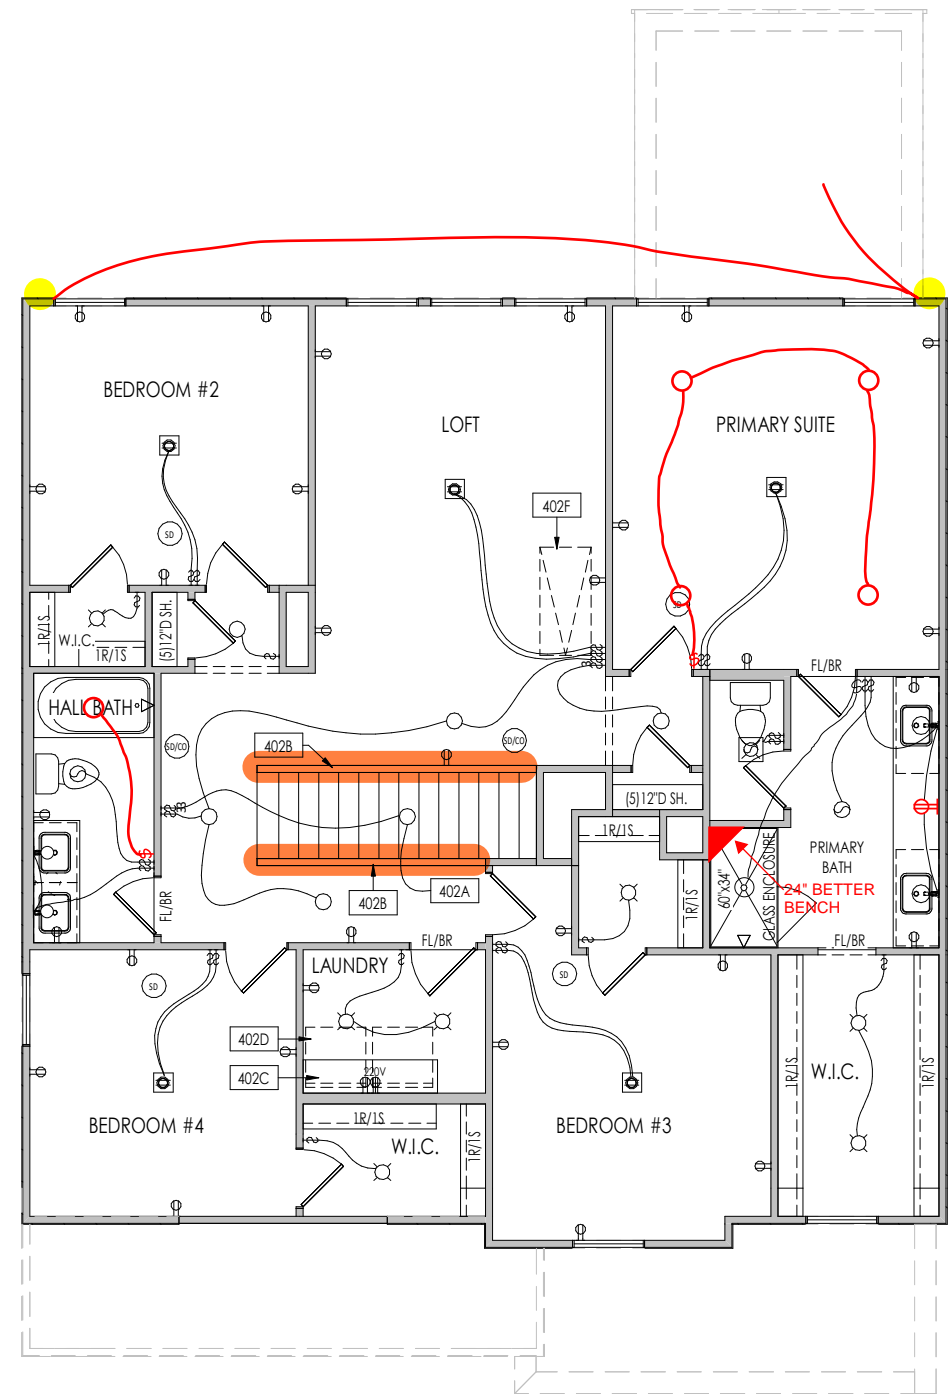 BEDROOM #2
LOFT
PRIMARY SUITE
402F
SD
SD
1R/1S
W.I.C.
1R/1S
(5)12"D SH.
FL/BR
HALL BATH
SD/CO
402B
SD/CO
(5)12"D SH.
1R/1S
PRIMARY
BATH
60"x34"
GLASS ENCLOSURE
24" BETTER
BENCH
402B
402A
1R/1S
FL/BR
FL/BR
FL/BR
LAUNDRY
SD
SD
402D
402C
220V
1R/1S
W.I.C.
1R/1S
BEDROOM #4
1R/1S
W.I.C.
1R/1S
BEDROOM #3